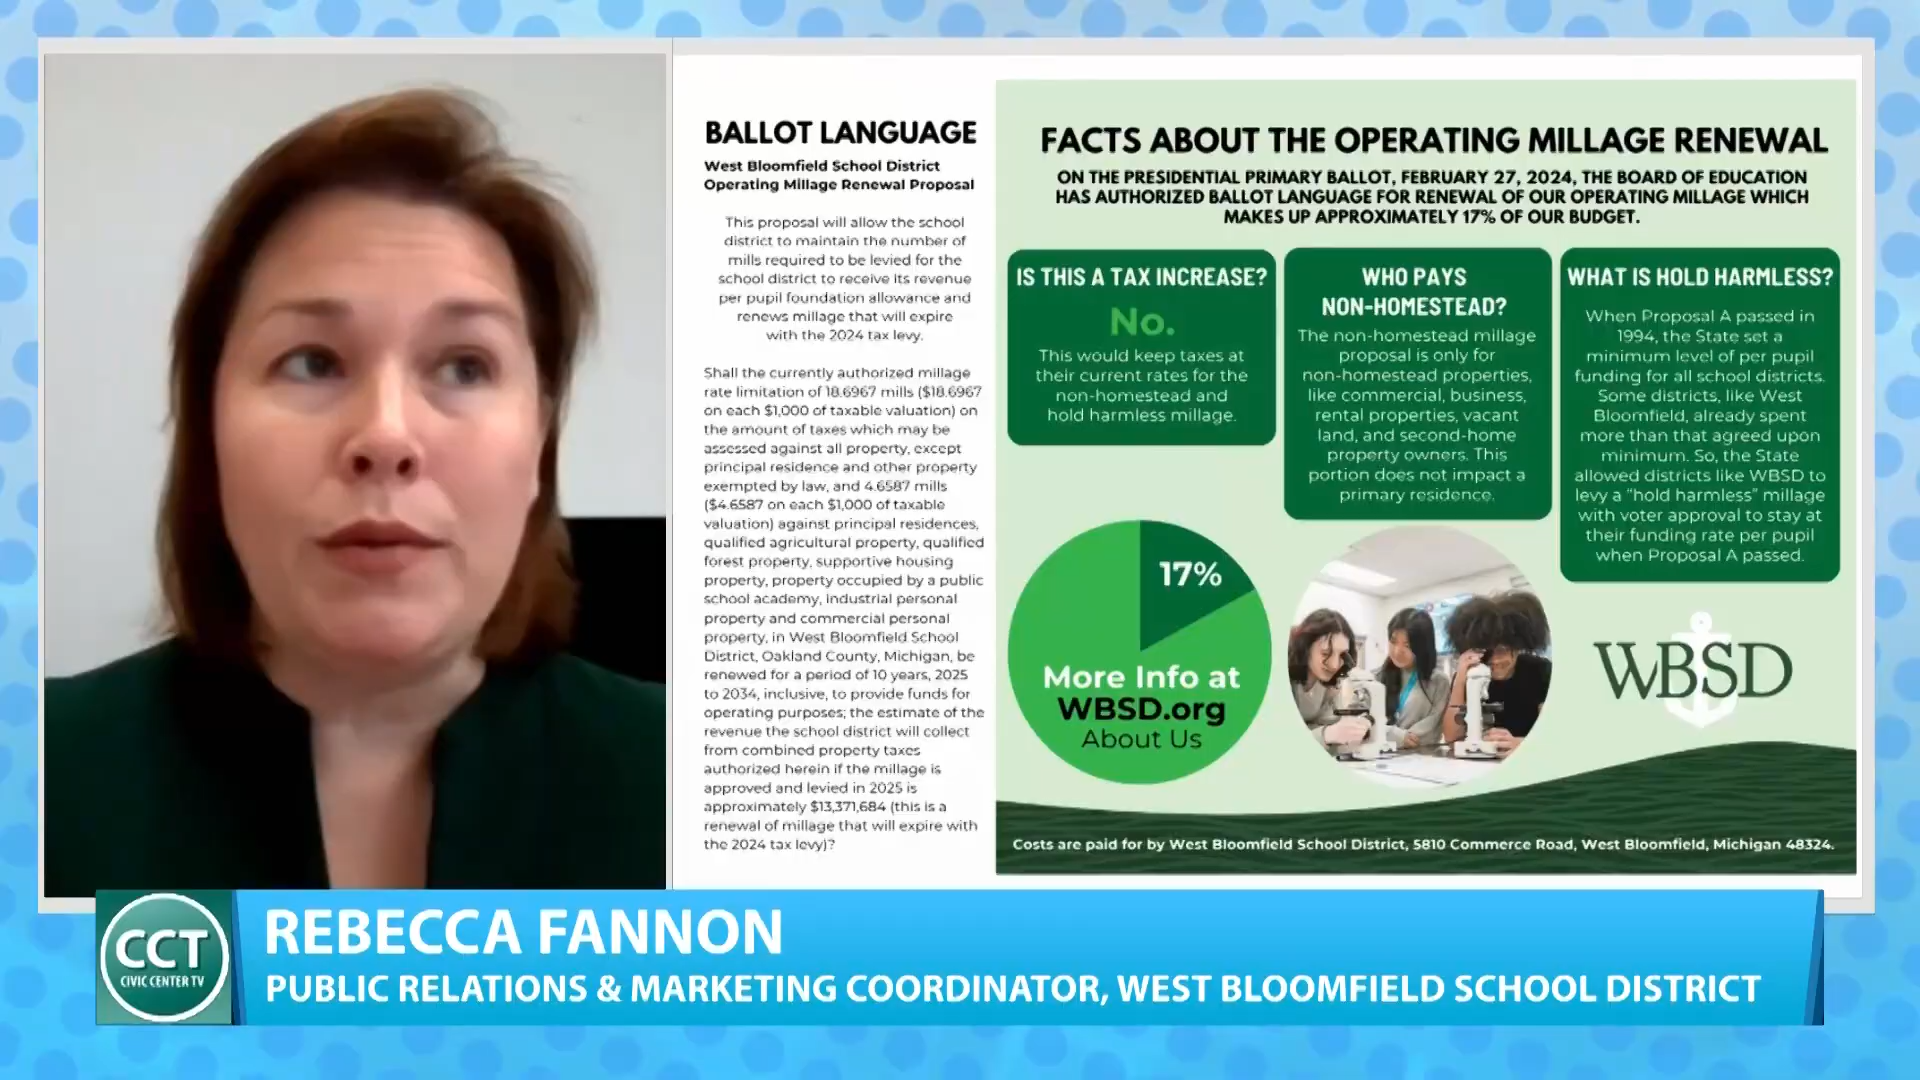 BALLOT LANGUAGE
West Bloomfield School District
Operating Millage Renewal Proposal
This proposal will allow the school
district to maintain the number of
mills required to be levied for the
school district to receive its revenue
per pupil foundation allowance and
renews millage that will expire
with the 2024 tax levy.
Shall the currently authorized millage
rate limitation of 18.6967 mills ($18.6967
on each $1,000 of taxable valuation) on
the amount of taxes which may be
assessed against all property, except
principal residence and other property
exempted by law, and 4.6587 mills
($4.6587 on each $1,000 of taxable
valuation) against principal residences,
qualified agricultural property, qualified
forest property, supportive housing
property, property occupied by a public
school academy, industrial personal
property and commercial personal
property, in West Bloomfield School
District, Oakland County, Michigan, be
renewed for a period of 10 years, 2025
to 2034, inclusive, to provide funds for
operating purposes; the estimate of the
revenue the school district will collect
from combined property taxes
authorized herein if the millage is
approved and levied in 2025 is
approximately $13,371,684 (this is a
renewal of millage that will expire with
the 2024 tax levy)?
FACTS ABOUT THE OPERATING MILLAGE RENEWAL
ON THE PRESIDENTIAL PRIMARY BALLOT, FEBRUARY 27, 2024, THE BOARD OF EDUCATION
HAS AUTHORIZED BALLOT LANGUAGE FOR RENEWAL OF OUR OPERATING MILLAGE WHICH
MAKES UP APPROXIMATELY 17% OF OUR BUDGET.
IS THIS A TAX INCREASE?
No.
This would keep taxes at
their current rates for the
non-homestead and
hold harmless millage.
WHO PAYS
NON-HOMESTEAD?
The non-homestead millage
proposal is only for
non-homestead properties,
like commercial, business,
rental properties, vacant
land, and second-home
property owners. This
portion does not impact a
primary residence.
WHAT IS HOLD HARMLESS?
When Proposal A passed in
1994, the State set a
minimum level of per pupil
funding for all school districts.
Some districts, like West
Bloomfield, already spent
more than that agreed upon
minimum. So, the State
allowed districts like WBSD to
levy a “hold harmless” millage
with voter approval to stay at
their funding rate per pupil
when Proposal A passed.
17%
More Info at
WBSD.org
About Us
WBSD
Costs are paid for by West Bloomfield School District, 5810 Commerce Road, West Bloomfield, Michigan 48324.
CCT
CIVIC CENTER TV
REBECCA FANNON
PUBLIC RELATIONS & MARKETING COORDINATOR, WEST BLOOMFIELD SCHOOL DISTRICT